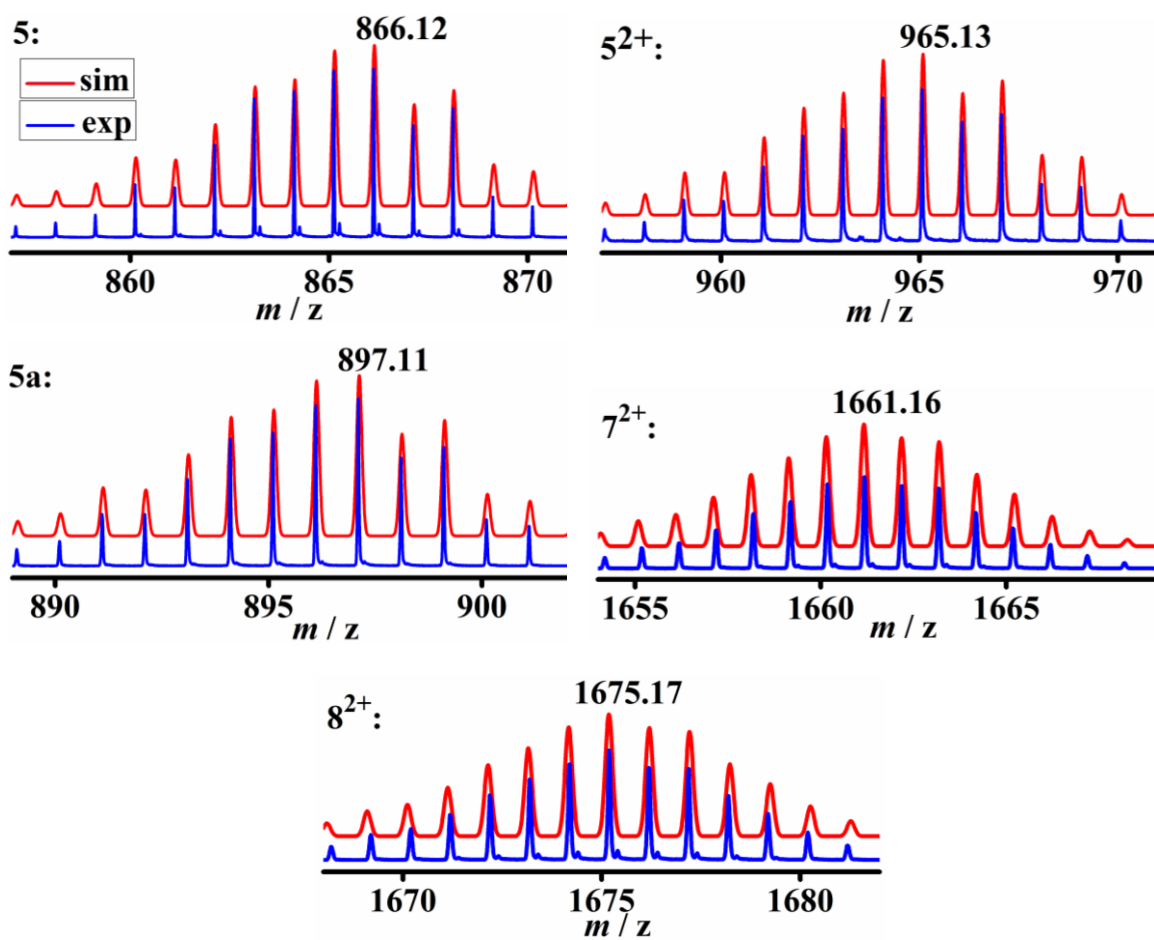 5:
866.12
sim
exp
860 865 870
m / z
5²⁺:
965.13
960 965 970
m / z
5a:
897.11
890 895 900
m / z
7²⁺:
1661.16
1655 1660 1665
m / z
8²⁺:
1675.17
1670 1675 1680
m / z